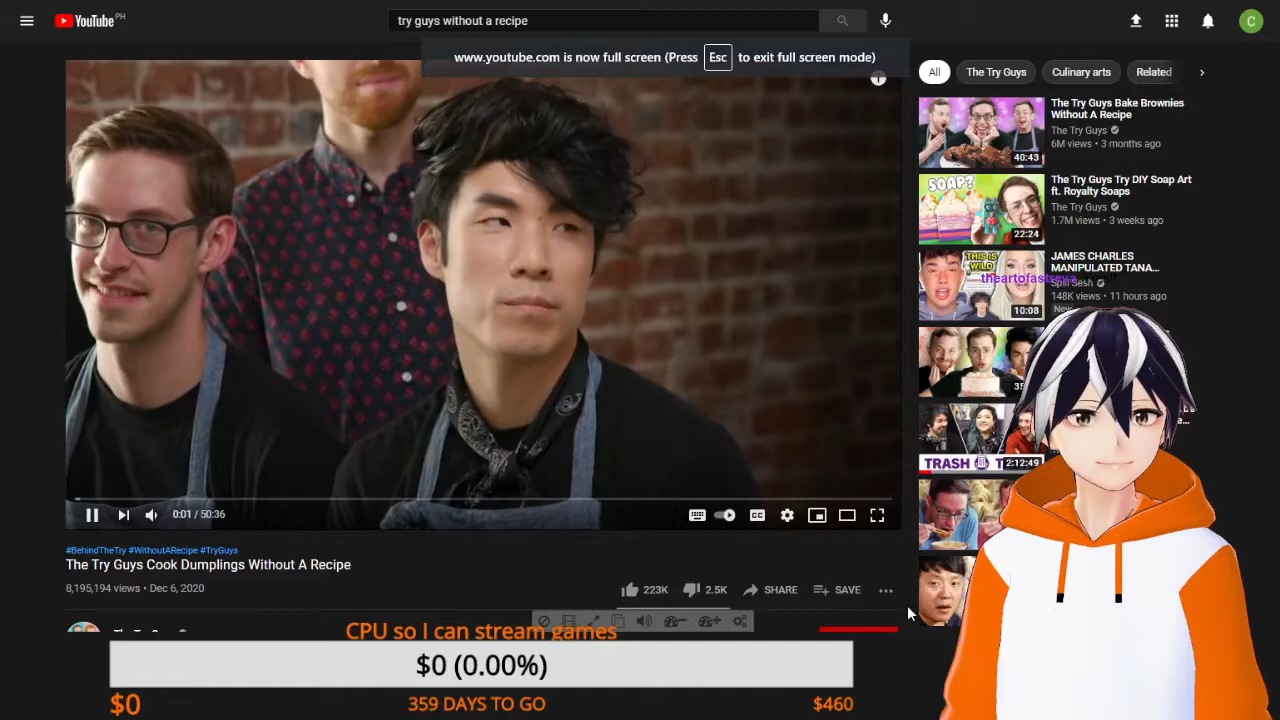 YouTube PH
try guys without a recipe
C
www.youtube.com is now full screen (Press Esc to exit full screen mode)
All
The Try Guys
Culinary arts
Related
The Try Guys Bake Brownies
Without A Recipe
The Try Guys
6M views • 3 months ago
40:43
SOAP?
The Try Guys Try DIY Soap Art
ft. Royalty Soaps
The Try Guys
1.7M views • 3 weeks ago
22:24
THIS IS
WILD
JAMES CHARLES
MANIPULATED TANA...
Spill Sesh
148K views • 11 hours ago
New
10:08
TRASH
2:12:49
0:01 / 50:36
CC
#BehindTheTry #WithoutARecipe #TryGuys
The Try Guys Cook Dumplings Without A Recipe
8,195,194 views • Dec 6, 2020
223K
2.5K
SHARE
SAVE
CPU so I can stream games
$0 (0.00%)
$0
359 DAYS TO GO
$460